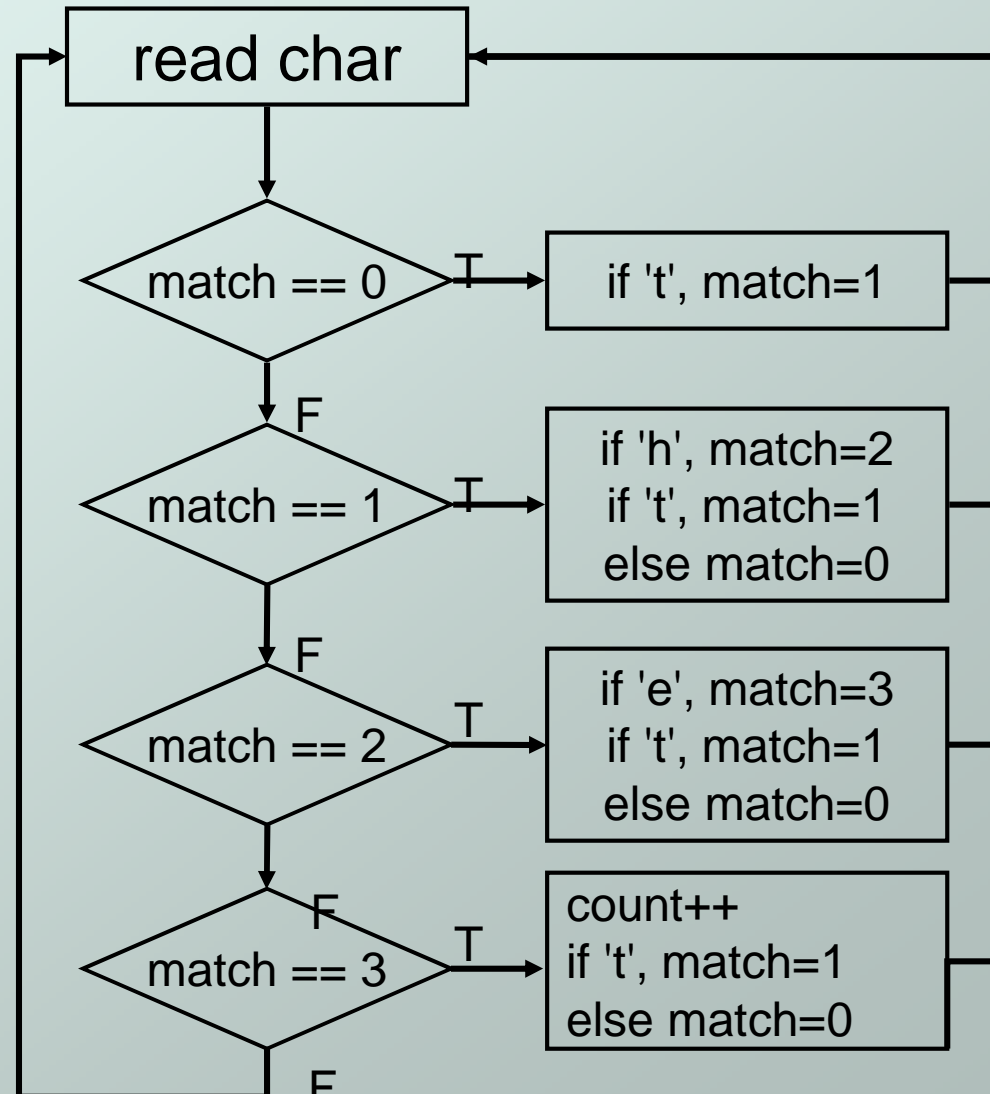 read char
match == 0
T
if 't', match=1
F
match == 1
T
if 'h', match=2
if 't', match=1
else match=0
F
match == 2
T
if 'e', match=3
if 't', match=1
else match=0
F
match == 3
T
count++
if 't', match=1
else match=0
F